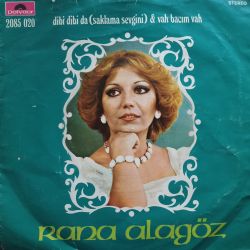 Polydor
STEREO
2085 020
dibi dibi da (saklama sevgini) & vah bacım vah
Rana alagöz